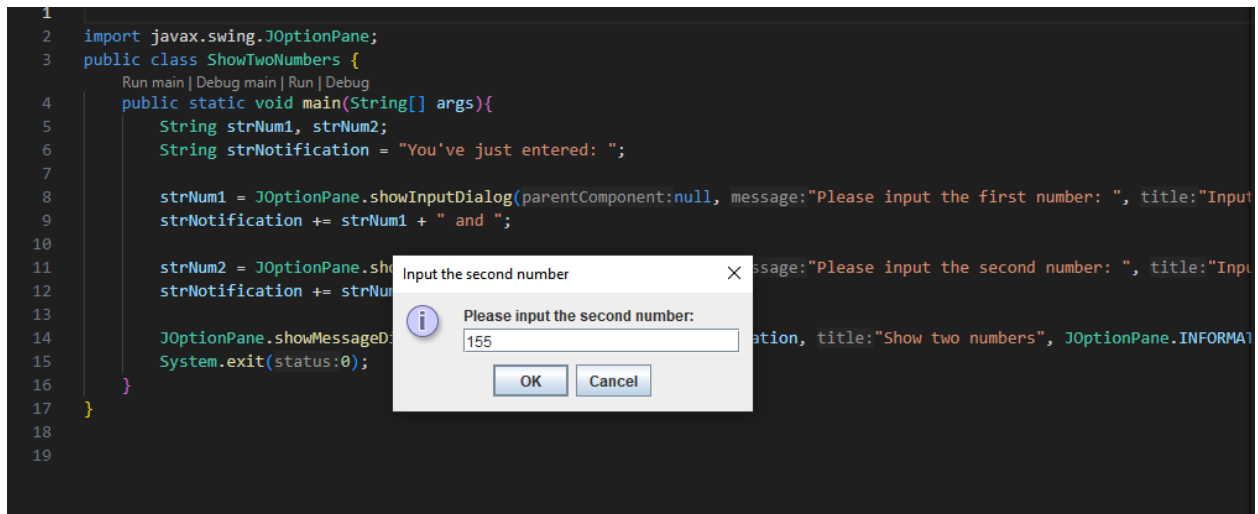 1
2 import javax.swing.JOptionPane;
3 public class ShowTwoNumbers {
Run main | Debug main | Run | Debug
4 public static void main(String[] args){
5 String strNum1, strNum2;
6 String strNotification = "You've just entered: ";
7
8 strNum1 = JOptionPane.showInputDialog(parentComponent:null, message:"Please input the first number: ", title:"Input
9 strNotification += strNum1 + " and ";
10
11 strNum2 = JOptionPane.sh ssage:"Please input the second number: ", title:"Inpu
12 strNotification += strNu
13
14 JOptionPane.showMessageD ation, title:"Show two numbers", JOptionPane.INFORMAT
15 System.exit(status:0);
16 }
17 }
18
19
Input the second number
Please input the second number:
155
OK Cancel